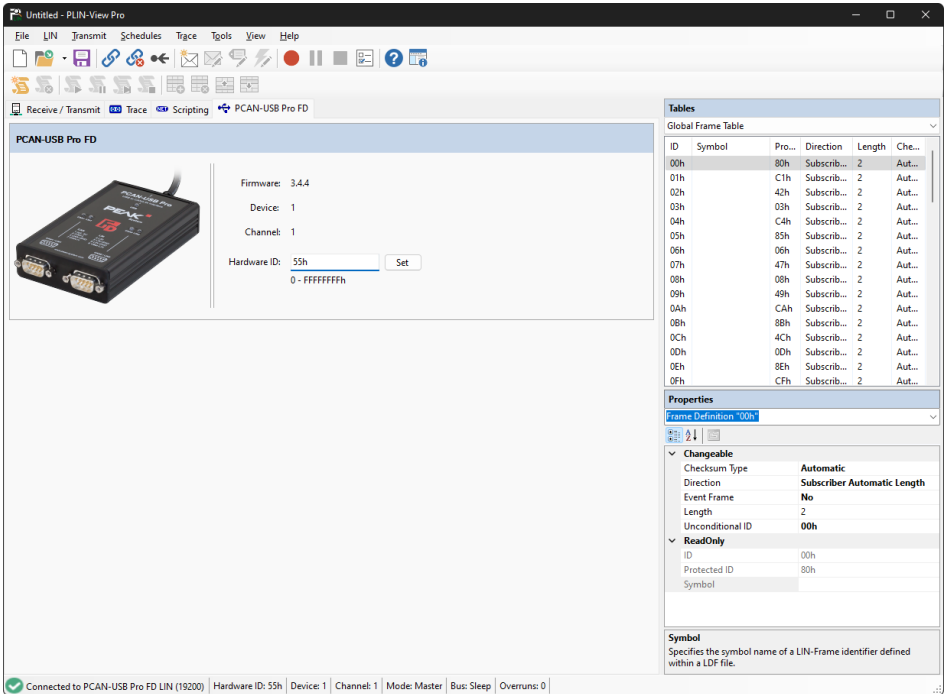 Untitled - PLIN-View Pro
File LIN Transmit Schedules Trace Tools View Help
Receive / Transmit Trace Scripting PCAN-USB Pro FD
PCAN-USB Pro FD
PCAN-USB Pro
PEAK
FD
Firmware: 3.4.4
Device: 1
Channel: 1
Hardware ID: 55h Set
0 - FFFFFFFFh
Tables
Global Frame Table
ID Symbol Pro... Direction Length Che...
00h 80h Subscrib... 2 Aut...
01h C1h Subscrib... 2 Aut...
02h 42h Subscrib... 2 Aut...
03h 03h Subscrib... 2 Aut...
04h C4h Subscrib... 2 Aut...
05h 85h Subscrib... 2 Aut...
06h 06h Subscrib... 2 Aut...
07h 47h Subscrib... 2 Aut...
08h 08h Subscrib... 2 Aut...
09h 49h Subscrib... 2 Aut...
0Ah CAh Subscrib... 2 Aut...
0Bh 8Bh Subscrib... 2 Aut...
0Ch 4Ch Subscrib... 2 Aut...
0Dh 0Dh Subscrib... 2 Aut...
0Eh 8Eh Subscrib... 2 Aut...
0Fh CFh Subscrib... 2 Aut...
Properties
Frame Definition "00h"
Changeable
Checksum Type Automatic
Direction Subscriber Automatic Length
Event Frame No
Length 2
Unconditional ID 00h
ReadOnly
ID 00h
Protected ID 80h
Symbol
Symbol
Specifies the symbol name of a LIN-Frame identifier defined
within a LDF file.
Connected to PCAN-USB Pro FD LIN (19200) Hardware ID: 55h Device: 1 Channel: 1 Mode: Master Bus: Sleep Overruns: 0